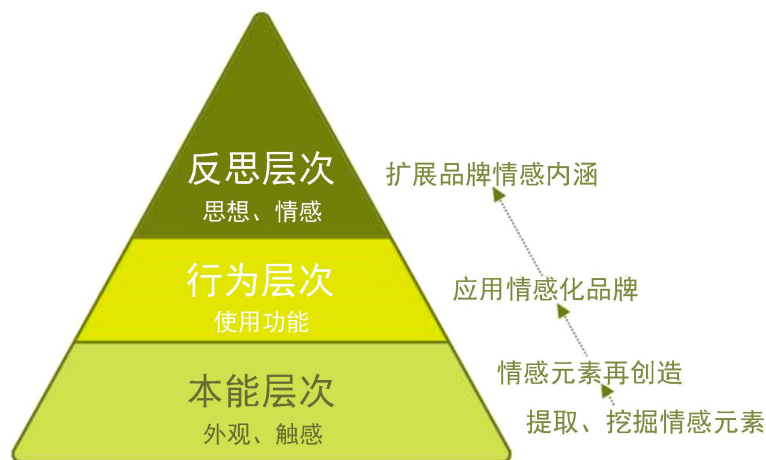 反思层次
思想、情感
扩展品牌情感内涵
行为层次
使用功能
应用情感化品牌
本能层次
外观、触感
情感元素再创造
提取、挖掘情感元素